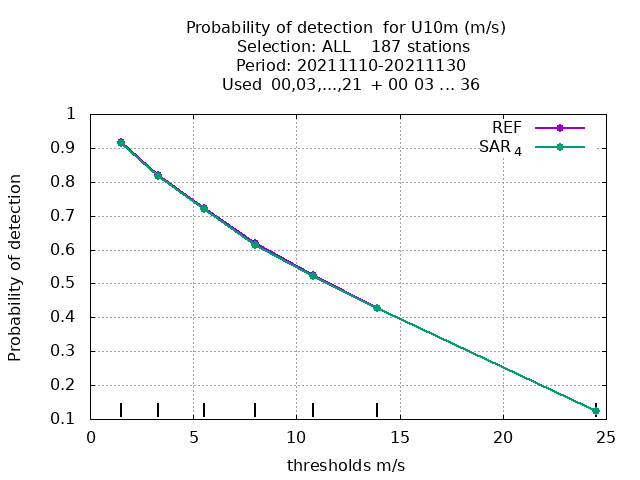 Probability of detection for U10m (m/s)
Selection: ALL 187 stations
Period: 20211110-20211130
Used 00,03,...,21 + 00 03 ... 36
REF
SAR 4
1
0.9
0.8
0.7
0.6
0.5
0.4
0.3
0.2
0.1
Probability of detection
0 5 10 15 20 25
thresholds m/s